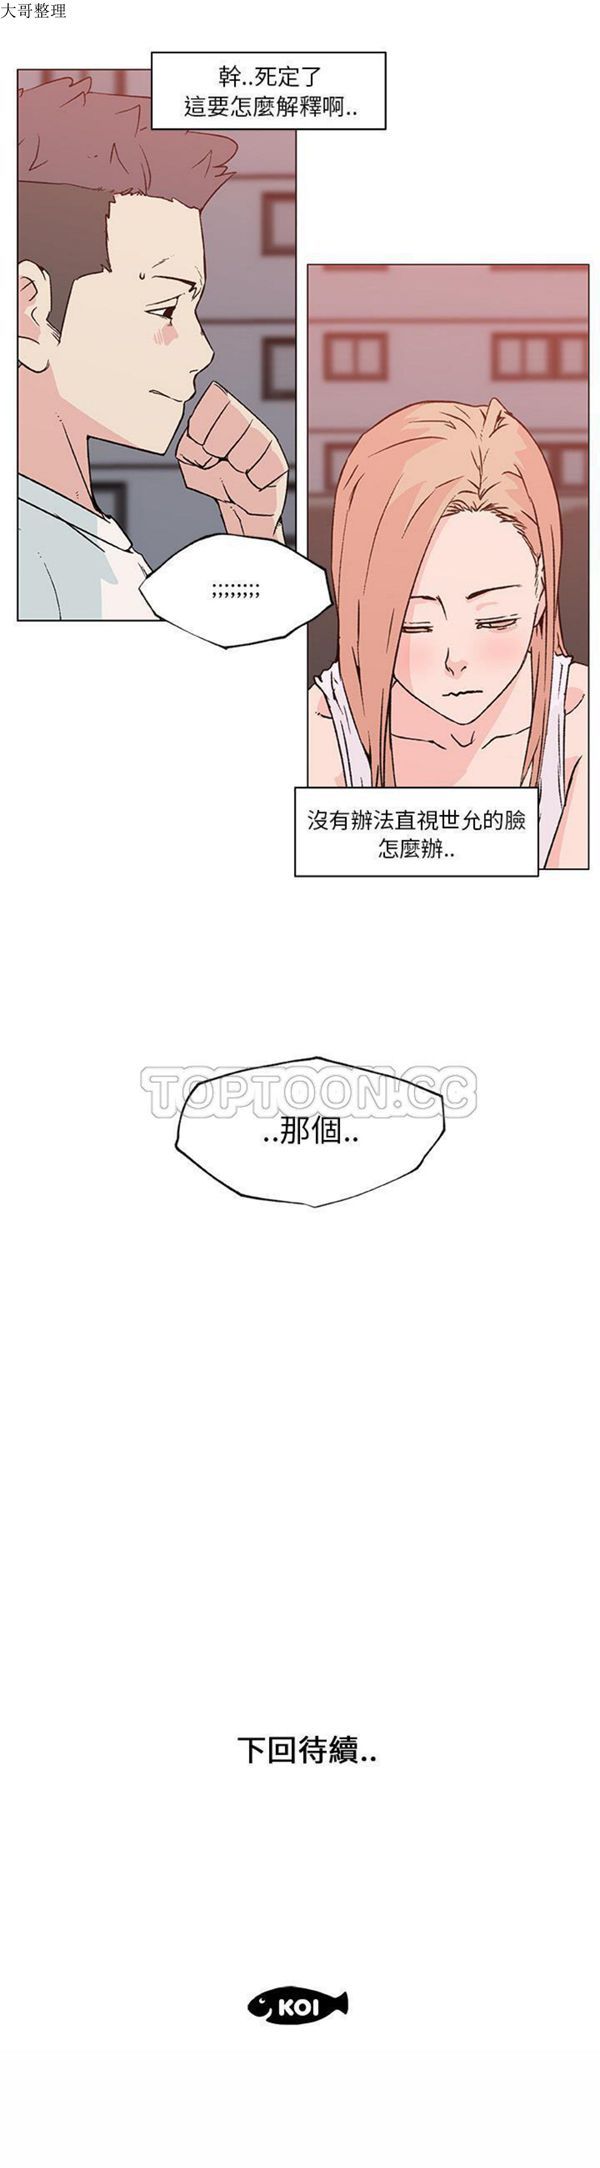 大哥整理
幹..死定了
這要怎麼解釋啊..
;;;;;;;;
沒有辦法直視世允的臉
怎麼辦..
TOPTOON.CC
..那個..
下回待續..
KOI